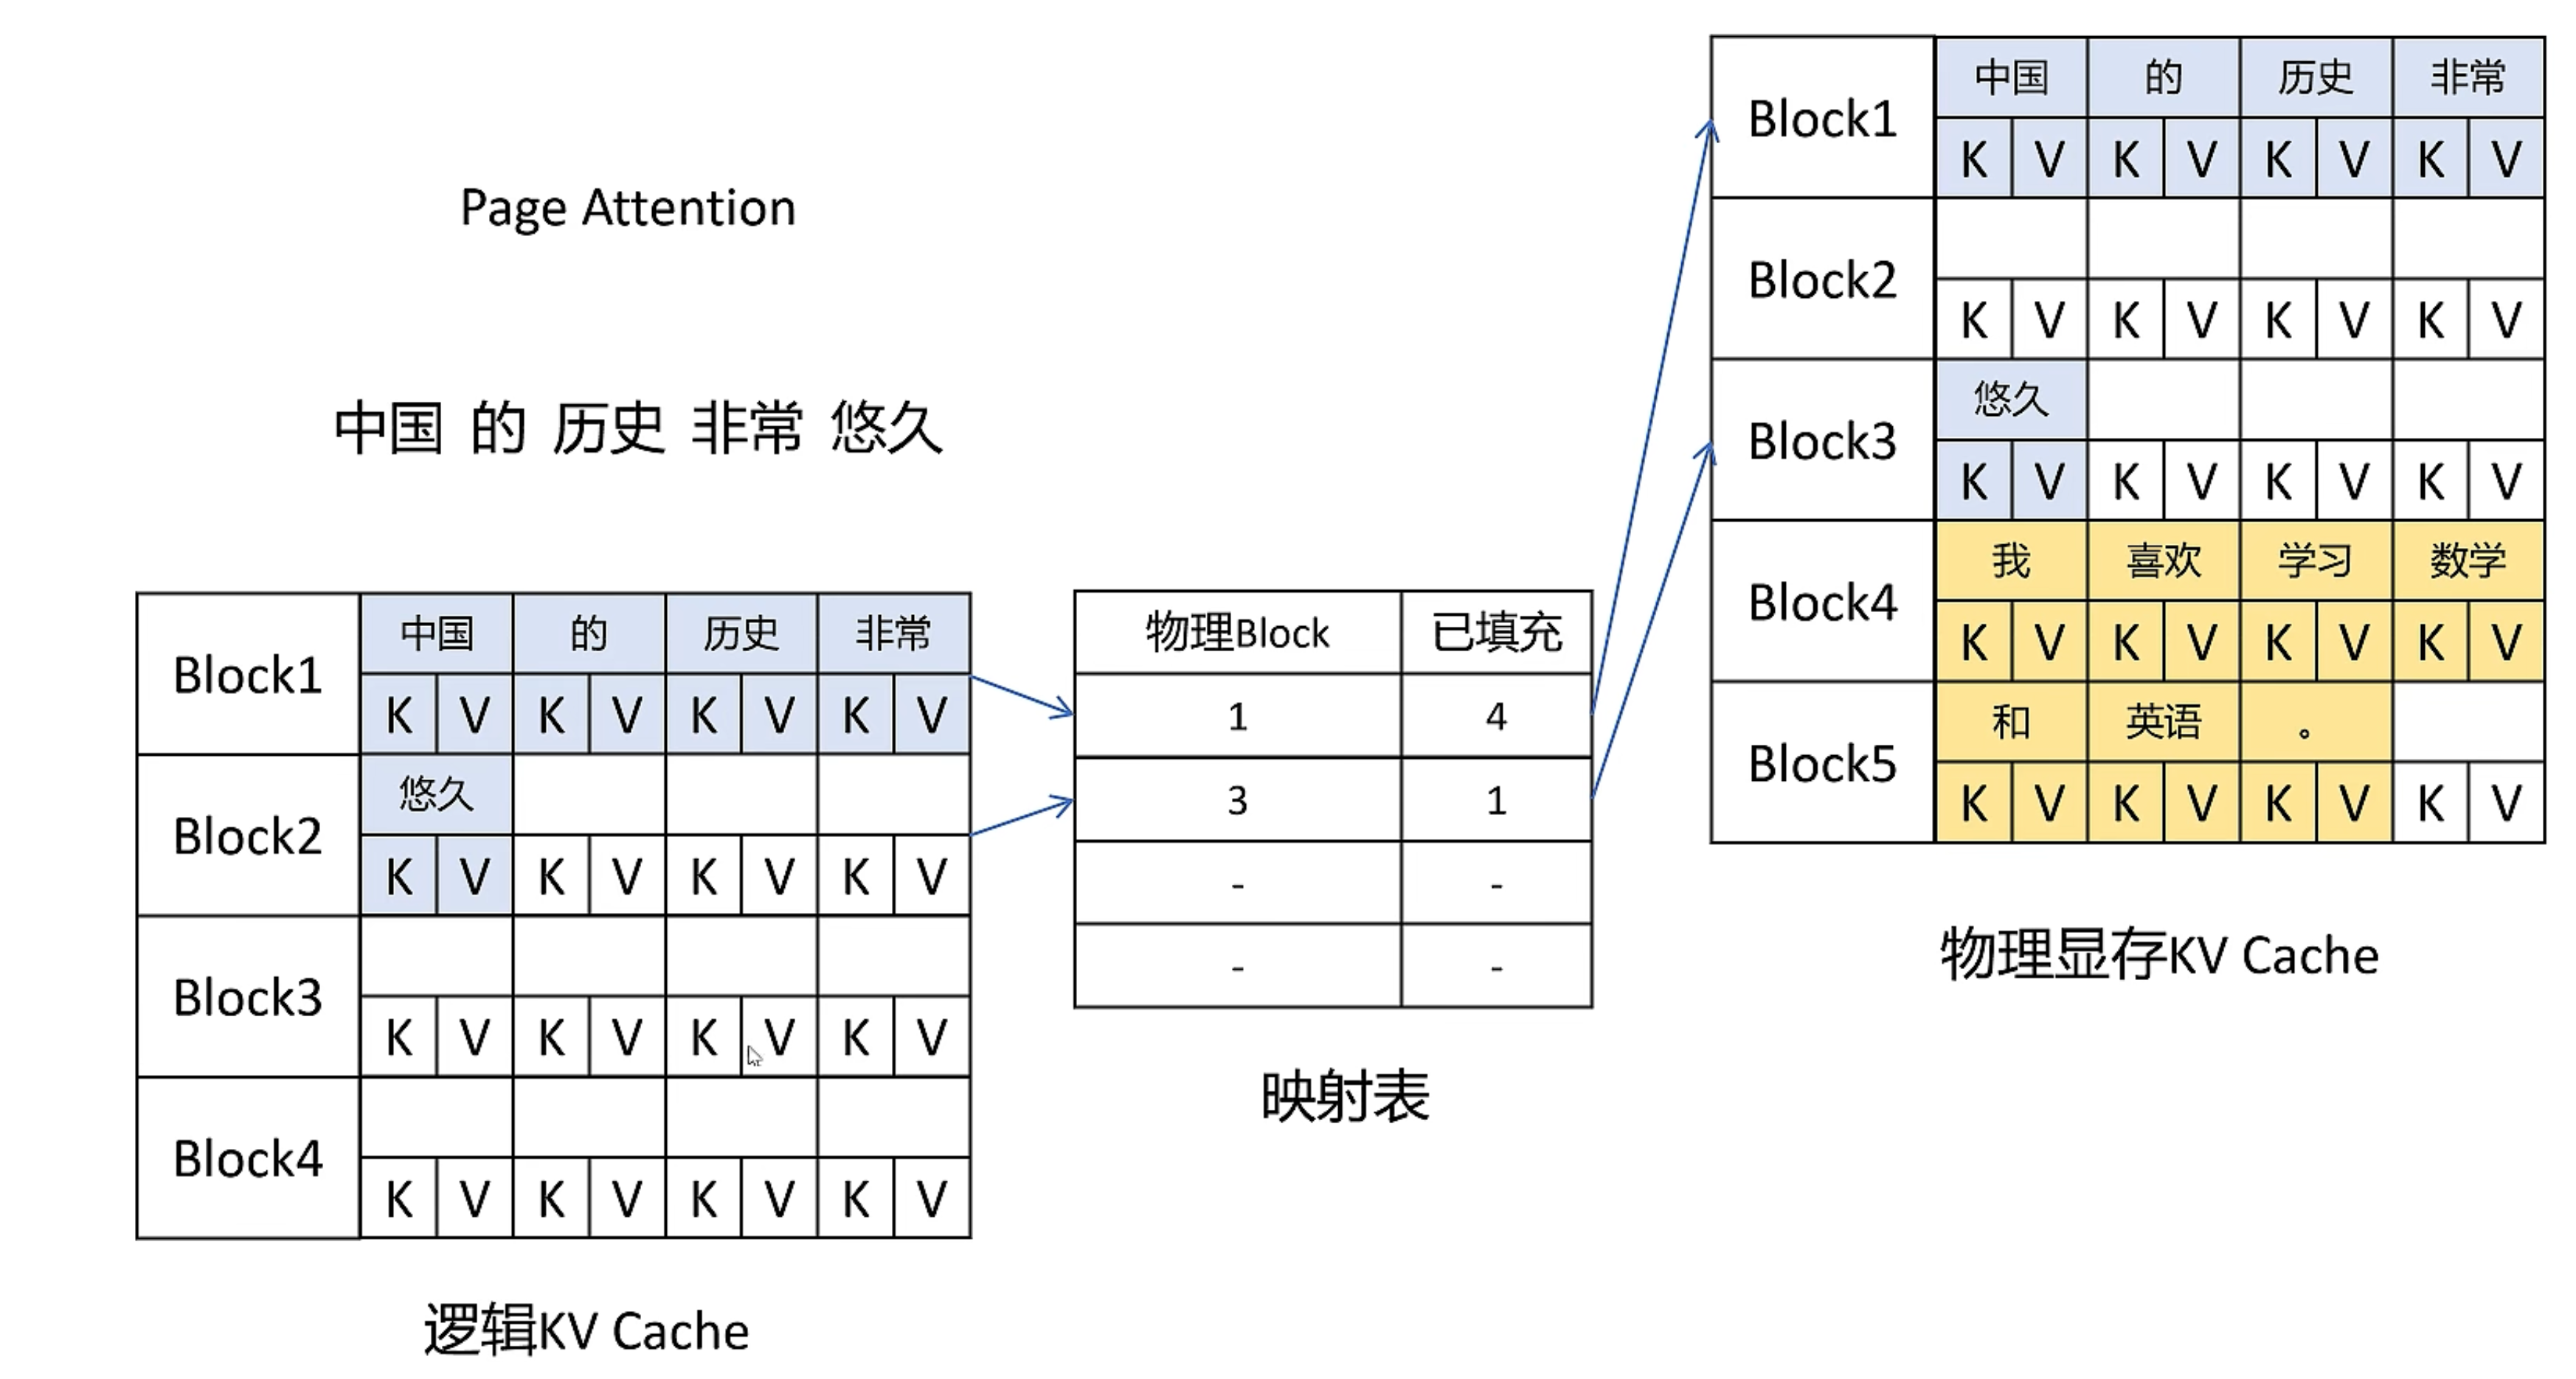 Page Attention
中国 的 历史 非常 悠久
Block1 中国 的 历史 非常
K V K V K V K V
Block2 悠久
K V K V K V K V
Block3
K V K V K V K V
Block4
K V K V K V K V
逻辑KV Cache
物理Block 已填充
1 4
3 1
- -
- -
映射表
Block1 中国 的 历史 非常
K V K V K V K V
Block2
K V K V K V K V
Block3 悠久
K V K V K V K V
Block4 我 喜欢 学习 数学
K V K V K V K V
Block5 和 英语 。
K V K V K V K V
物理显存KV Cache